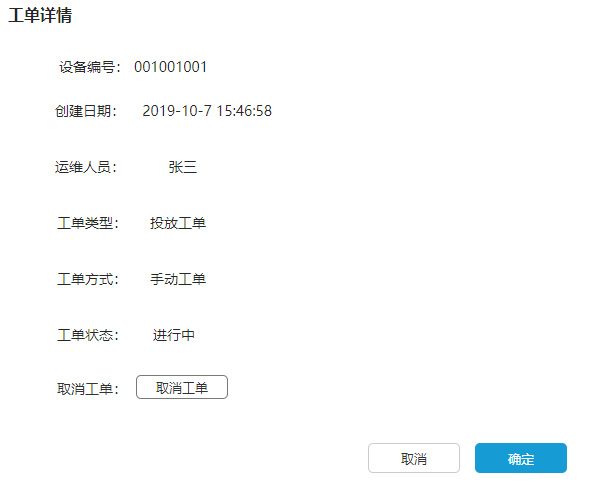 工单详情
设备编号： 001001001
创建日期： 2019-10-7 15:46:58
运维人员： 张三
工单类型： 投放工单
工单方式： 手动工单
工单状态： 进行中
取消工单： 取消工单
取消 确定